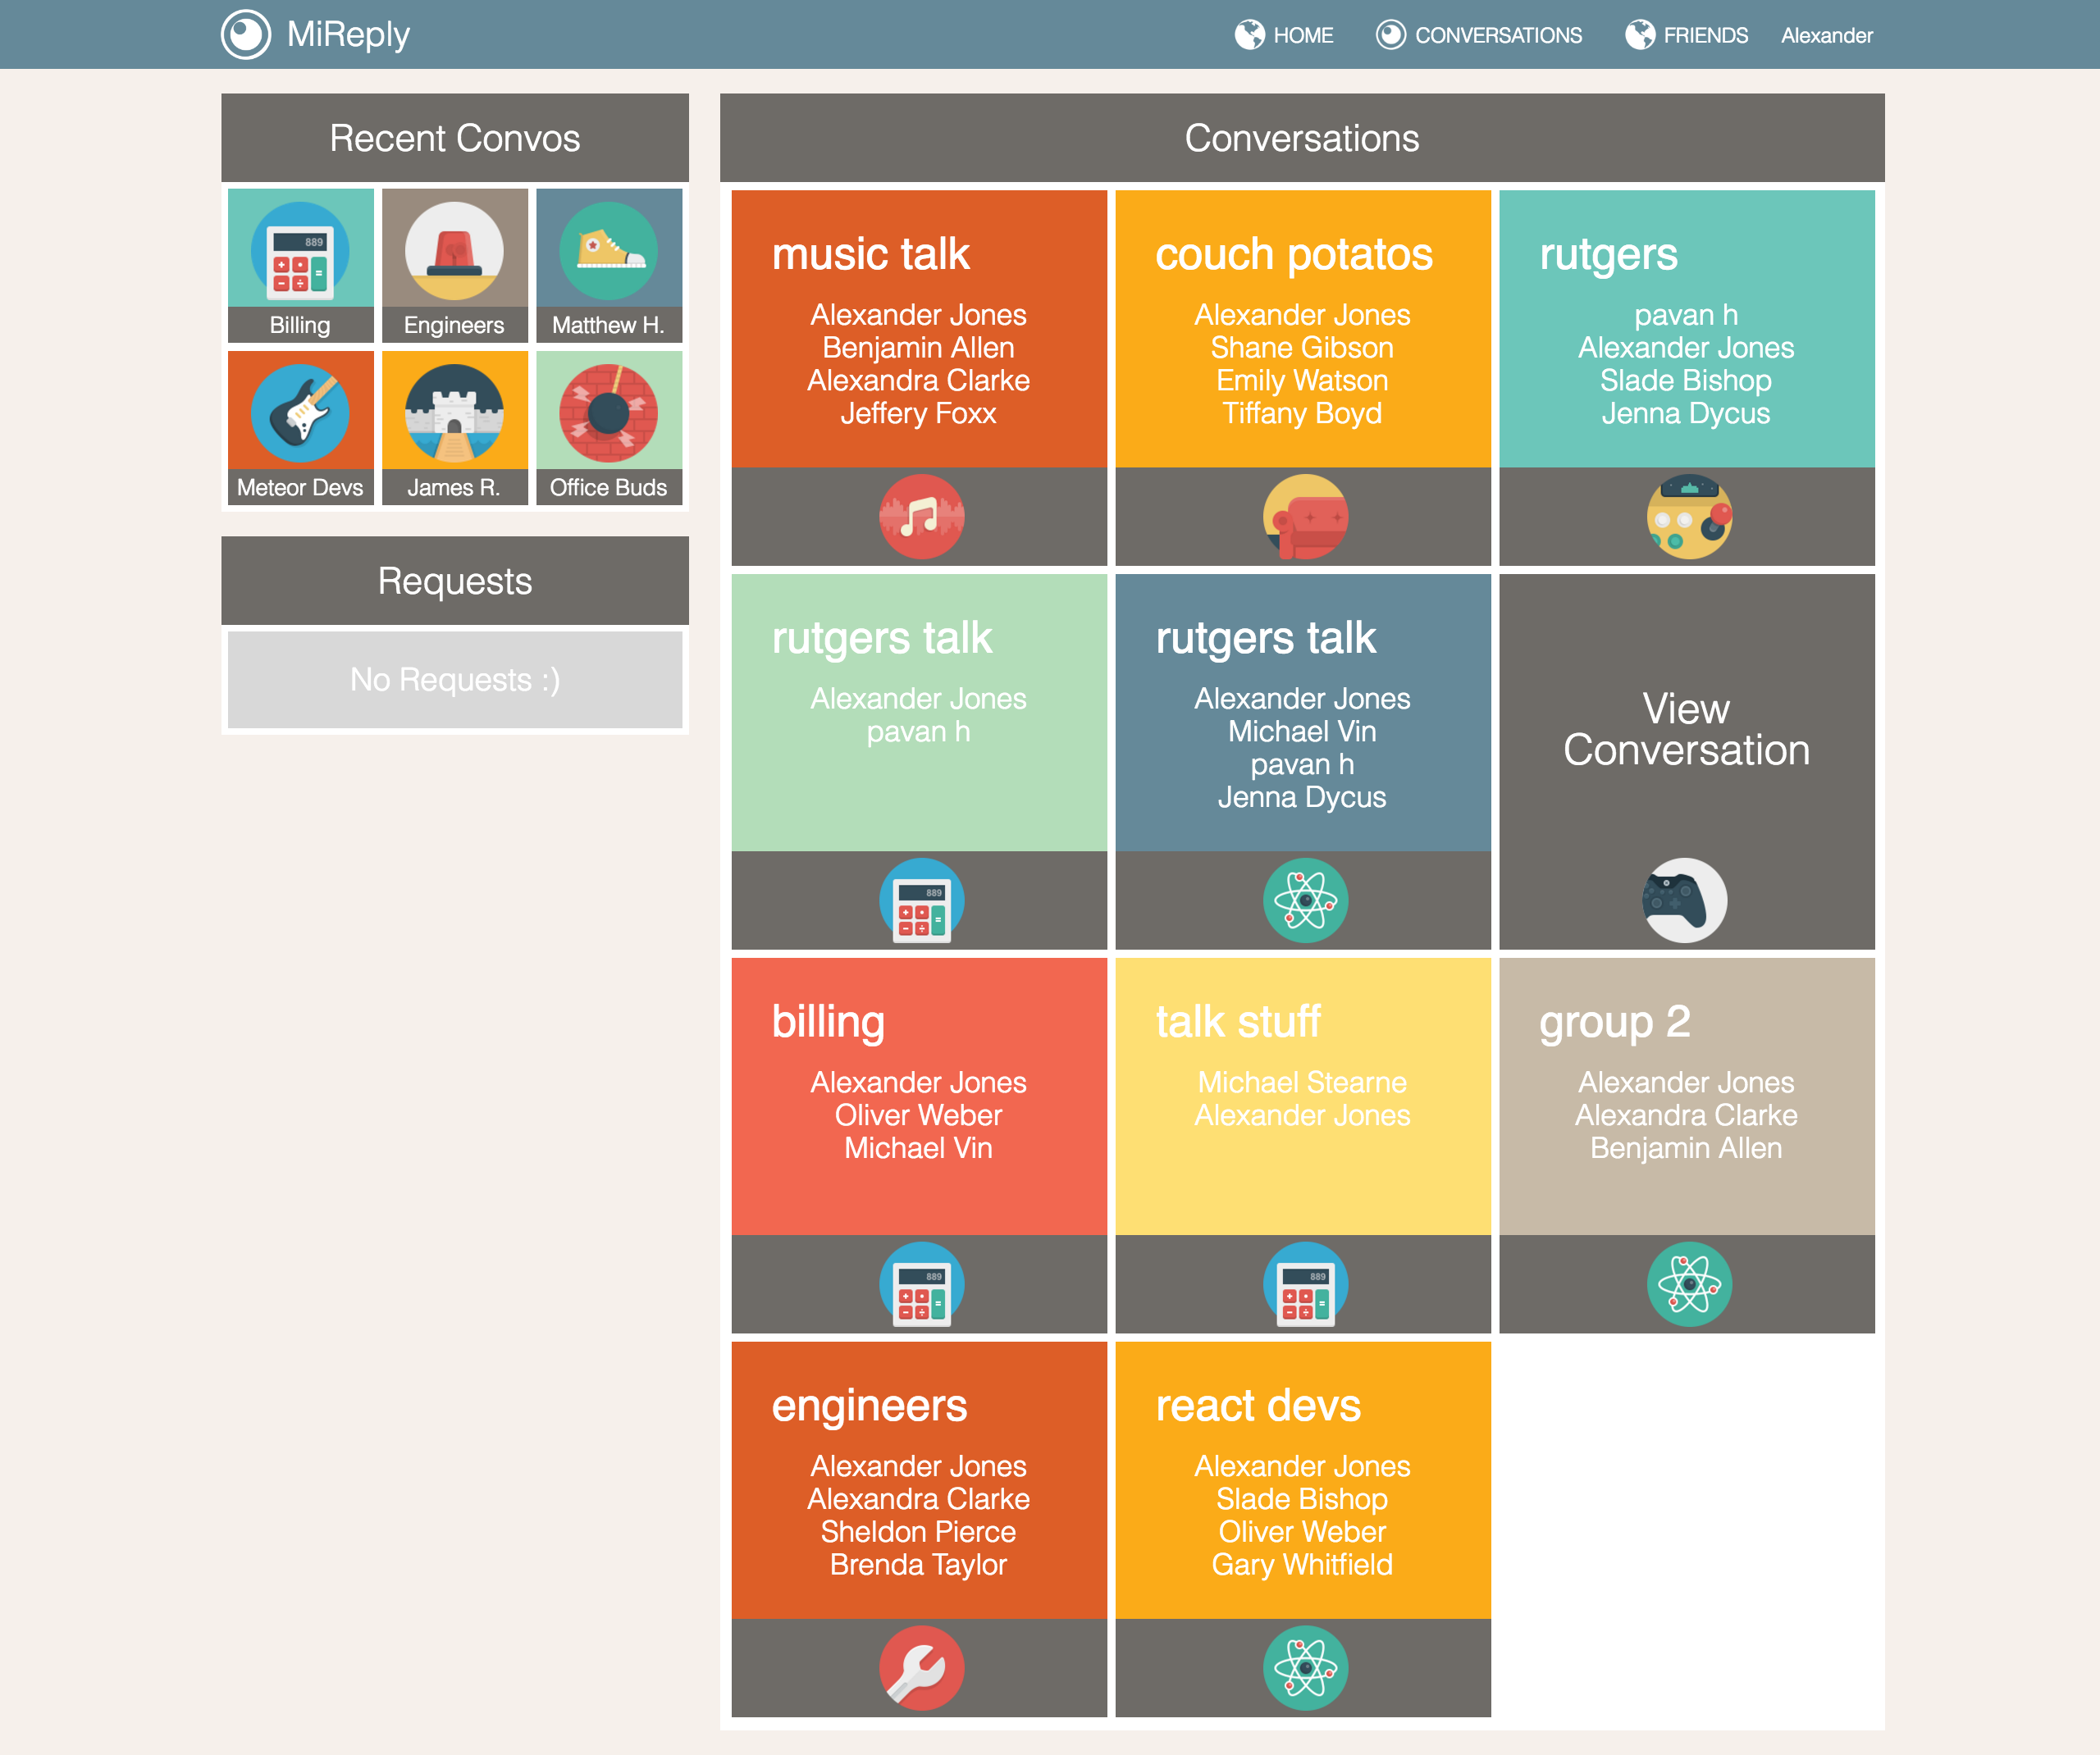 MiReply
HOME
CONVERSATIONS
FRIENDS
Alexander
Recent Convos
889
Billing
Engineers
Matthew H.
Meteor Devs
James R.
Office Buds
Requests
No Requests :)
Conversations
music talk
Alexander Jones
Benjamin Allen
Alexandra Clarke
Jeffery Foxx
couch potatos
Alexander Jones
Shane Gibson
Emily Watson
Tiffany Boyd
rutgers
pavan h
Alexander Jones
Slade Bishop
Jenna Dycus
rutgers talk
Alexander Jones
pavan h
889
rutgers talk
Alexander Jones
Michael Vin
pavan h
Jenna Dycus
View
Conversation
billing
Alexander Jones
Oliver Weber
Michael Vin
889
talk stuff
Michael Stearne
Alexander Jones
889
group 2
Alexander Jones
Alexandra Clarke
Benjamin Allen
engineers
Alexander Jones
Alexandra Clarke
Sheldon Pierce
Brenda Taylor
react devs
Alexander Jones
Slade Bishop
Oliver Weber
Gary Whitfield